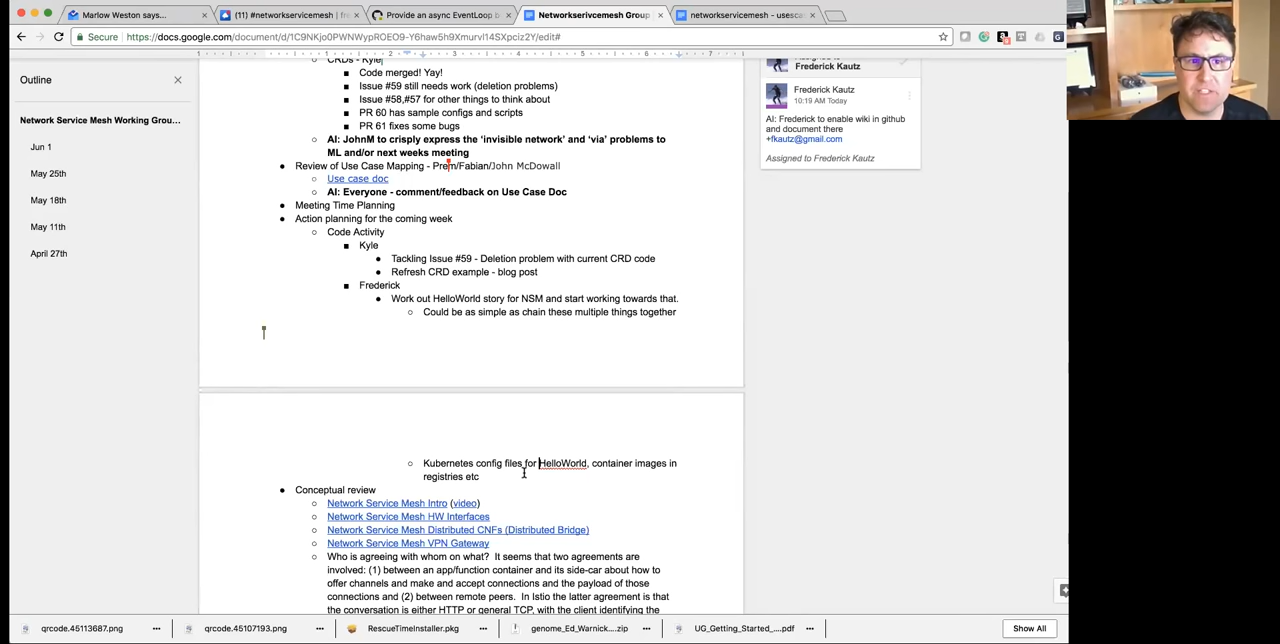 Marlow Weston says...
(11) #networkservicemesh | fre
Provide an async EventLoop b
Networkserivcemesh Group
networkservicemesh - usesca
Secure
https://docs.google.com/document/d/1C9NKjo0PWNWypROEO9-Y6haw5h9Xmurvl14SXpciz2Y/edit#
Outline
Network Service Mesh Working Grou...
Jun 1
May 25th
May 18th
May 11th
April 27th
CRDs - Kyle
Code merged! Yay!
Issue #59 still needs work (deletion problems)
Issue #58,#57 for other things to think about
PR 60 has sample configs and scripts
PR 61 fixes some bugs
AI: JohnM to crisply express the ‘invisible network’ and ‘via’ problems to
ML and/or next weeks meeting
Review of Use Case Mapping - Prem/Fabian/John McDowall
Use case doc
AI: Everyone - comment/feedback on Use Case Doc
Meeting Time Planning
Action planning for the coming week
Code Activity
Kyle
Tackling Issue #59 - Deletion problem with current CRD code
Refresh CRD example - blog post
Frederick
Work out HelloWorld story for NSM and start working towards that.
Could be as simple as chain these multiple things together
Kubernetes config files for HelloWorld, container images in
registries etc
Conceptual review
Network Service Mesh Intro (video)
Network Service Mesh HW Interfaces
Network Service Mesh Distributed CNFs (Distributed Bridge)
Network Service Mesh VPN Gateway
Who is agreeing with whom on what? It seems that two agreements are
involved: (1) between an app/function container and its side-car about how to
offer channels and make and accept connections and the payload of those
connections and (2) between remote peers. In Istio the latter agreement is that
the conversation is either HTTP or general TCP, with the client identifying the
Frederick Kautz
Frederick Kautz
10:19 AM Today
AI: Frederick to enable wiki in github
and document there
+fkautz@gmail.com
Assigned to Frederick Kautz
qrcode.45113687.png
qrcode.45107193.png
RescueTimeInstaller.pkg
genome_Ed_Warnick....zip
UG_Getting_Started_....pdf
Show All